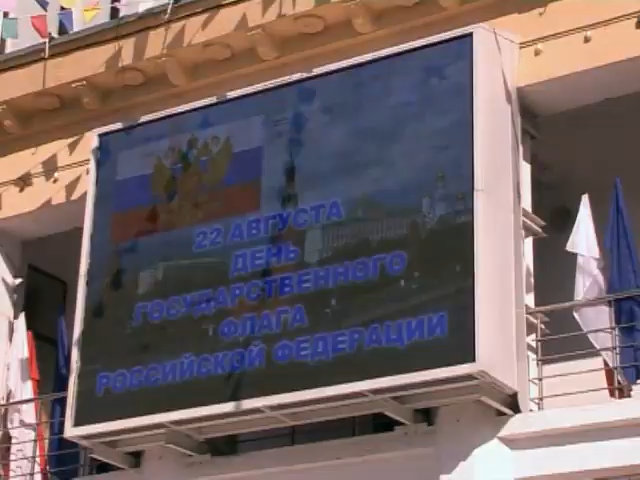 22 АВГУСТА
ДЕНЬ
ГОСУДАРСТВЕННОГО
ФЛАГА
РОССИЙСКОЙ ФЕДЕРАЦИИ